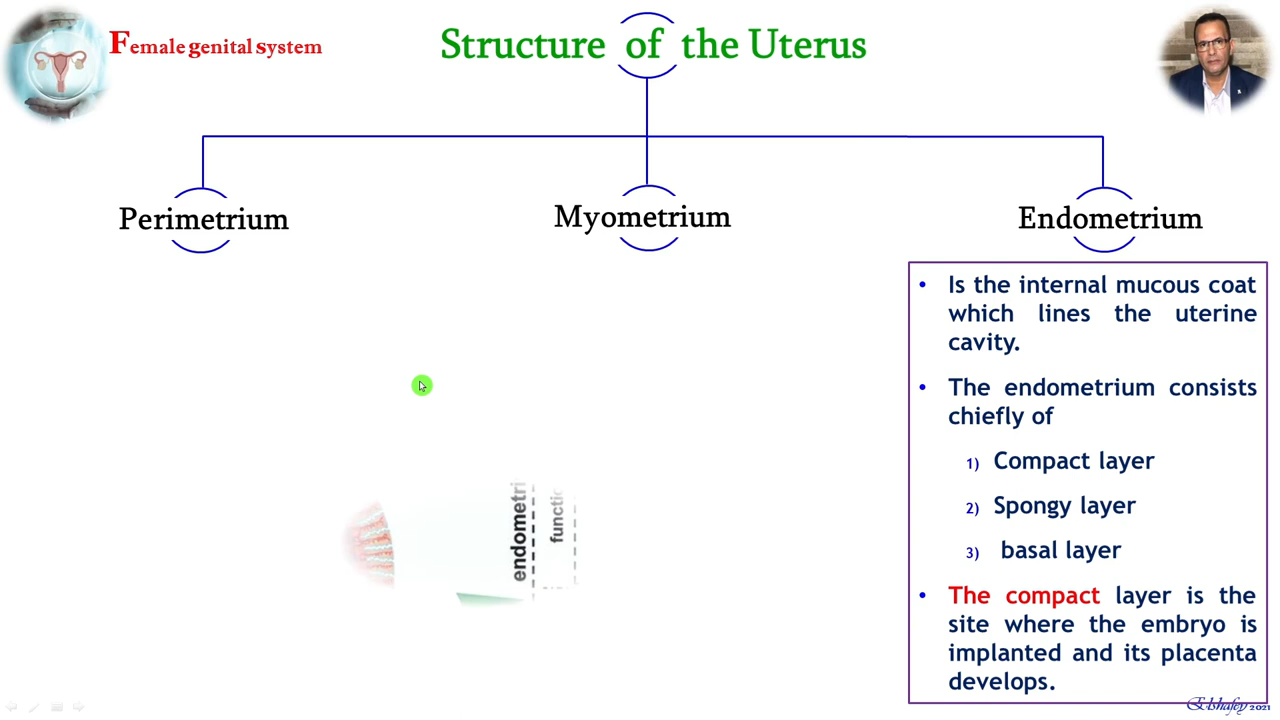 Female genital system
Structure of the Uterus
Perimetrium
Myometrium
Endometrium
• Is the internal mucous coat
which lines the uterine
cavity.
• The endometrium consists
chiefly of
1) Compact layer
2) Spongy layer
3) basal layer
• The compact layer is the
site where the embryo is
implanted and its placenta
develops.
endometri
functi
Elshafey 2021